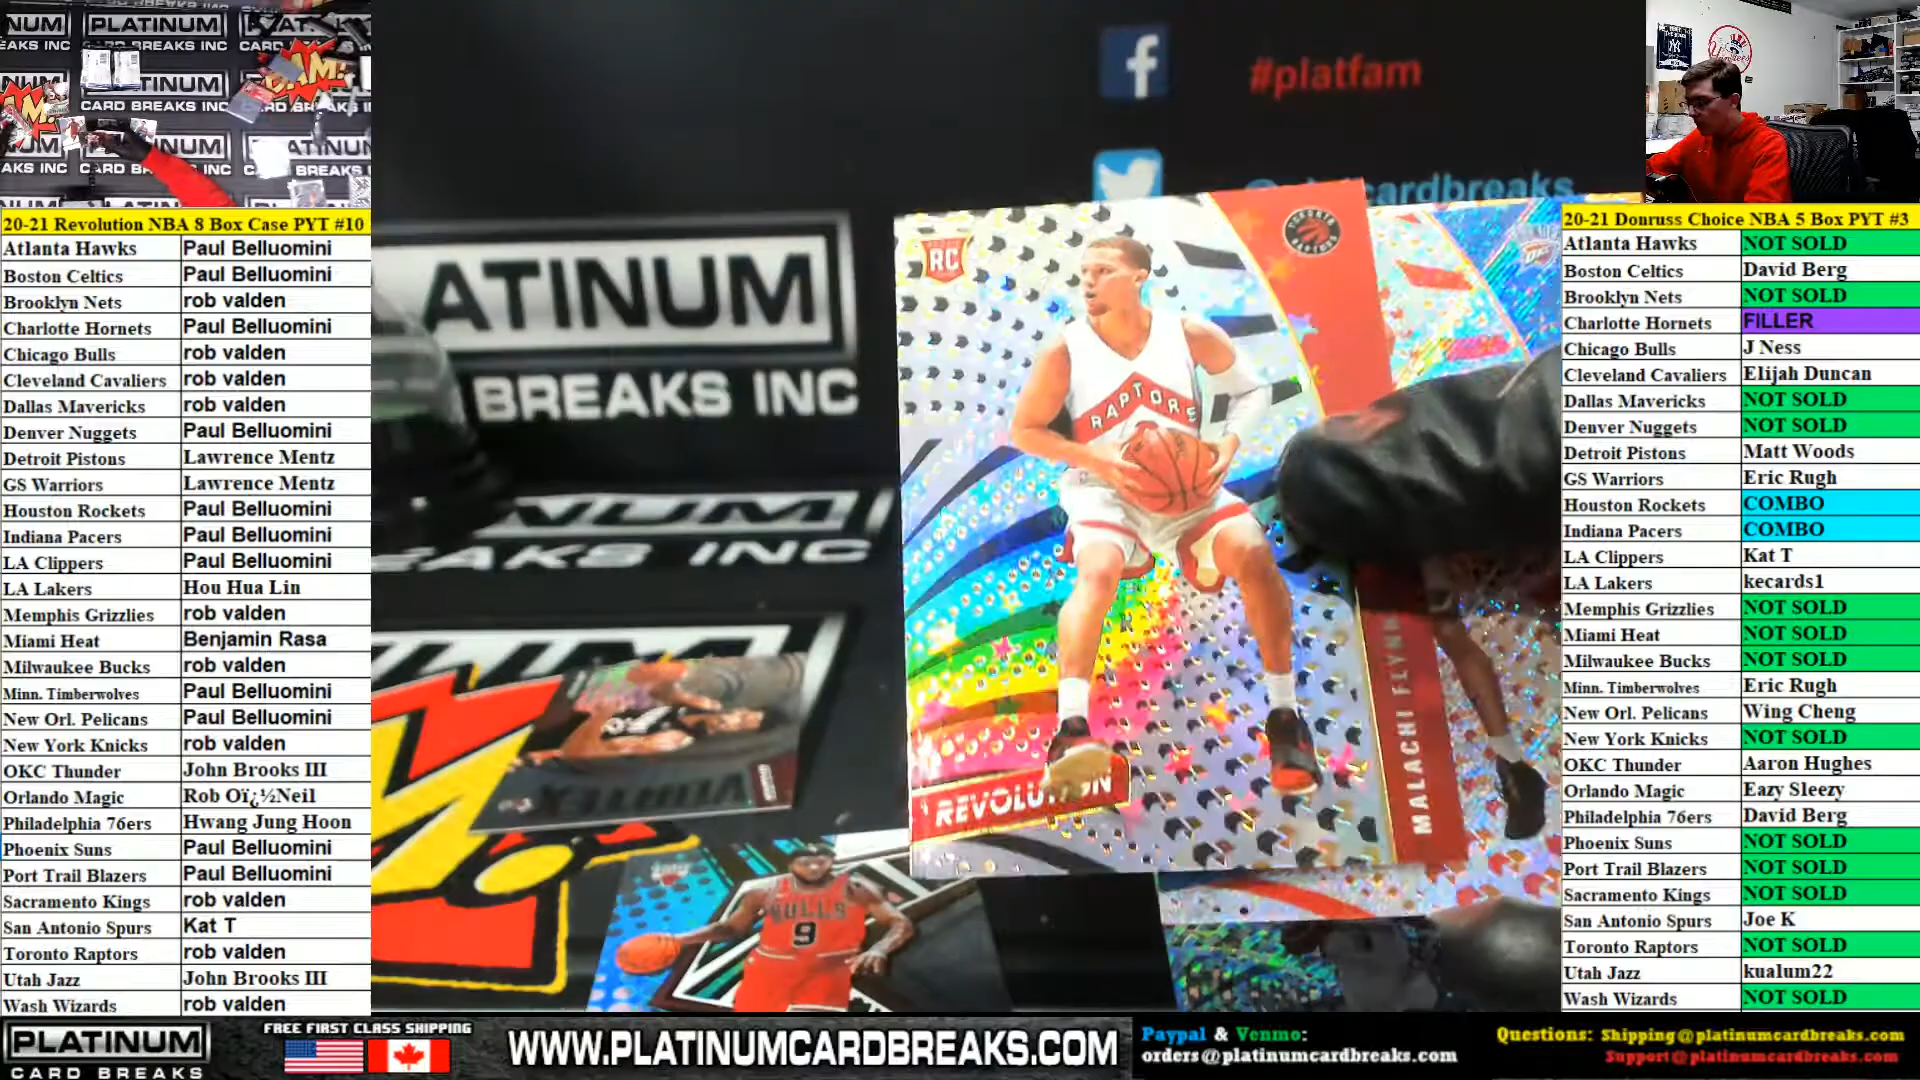 20-21 Revolution NBA 8 Box Case PYT #10
Atlanta Hawks Paul Belluomini
Boston Celtics Paul Belluomini
Brooklyn Nets rob valden
Charlotte Hornets Paul Belluomini
Chicago Bulls rob valden
Cleveland Cavaliers rob valden
Dallas Mavericks rob valden
Denver Nuggets Paul Belluomini
Detroit Pistons Lawrence Mentz
GS Warriors Lawrence Mentz
Houston Rockets Paul Belluomini
Indiana Pacers Paul Belluomini
LA Clippers Paul Belluomini
LA Lakers Hou Hua Lin
Memphis Grizzlies rob valden
Miami Heat Benjamin Rasa
Milwaukee Bucks rob valden
Minn. Timberwolves Paul Belluomini
New Orl. Pelicans Paul Belluomini
New York Knicks rob valden
OKC Thunder John Brooks III
Orlando Magic Rob Oï¿½Neil
Philadelphia 76ers Hwang Jung Hoon
Phoenix Suns Paul Belluomini
Port Trail Blazers Paul Belluomini
Sacramento Kings rob valden
San Antonio Spurs Kat T
Toronto Raptors rob valden
Utah Jazz John Brooks III
Wash Wizards rob valden
PLATINUM
CARD BREAKS INC
#platfam
cardbreaks
ATINUM
BREAKS INC
RC
RAPTORS
REVOLUTION
MALACHI FLYNN
BULLS
9
20-21 Donruss Choice NBA 5 Box PYT #3
Atlanta Hawks NOT SOLD
Boston Celtics David Berg
Brooklyn Nets NOT SOLD
Charlotte Hornets FILLER
Chicago Bulls J Ness
Cleveland Cavaliers Elijah Duncan
Dallas Mavericks NOT SOLD
Denver Nuggets NOT SOLD
Detroit Pistons Matt Woods
GS Warriors Eric Rugh
Houston Rockets COMBO
Indiana Pacers COMBO
LA Clippers Kat T
LA Lakers kecards1
Memphis Grizzlies NOT SOLD
Miami Heat NOT SOLD
Milwaukee Bucks NOT SOLD
Minn. Timberwolves Eric Rugh
New Orl. Pelicans Wing Cheng
New York Knicks NOT SOLD
OKC Thunder Aaron Hughes
Orlando Magic Eazy Sleezy
Philadelphia 76ers David Berg
Phoenix Suns NOT SOLD
Port Trail Blazers NOT SOLD
Sacramento Kings NOT SOLD
San Antonio Spurs Joe K
Toronto Raptors NOT SOLD
Utah Jazz kualum22
Wash Wizards NOT SOLD
PLATINUM
CARD BREAKS
FREE FIRST CLASS SHIPPING
WWW.PLATINUMCARDBREAKS.COM
Paypal & Venmo:
orders@platinumcardbreaks.com
Questions: Shipping@platinumcardbreaks.com
Support@platinumcardbreaks.com